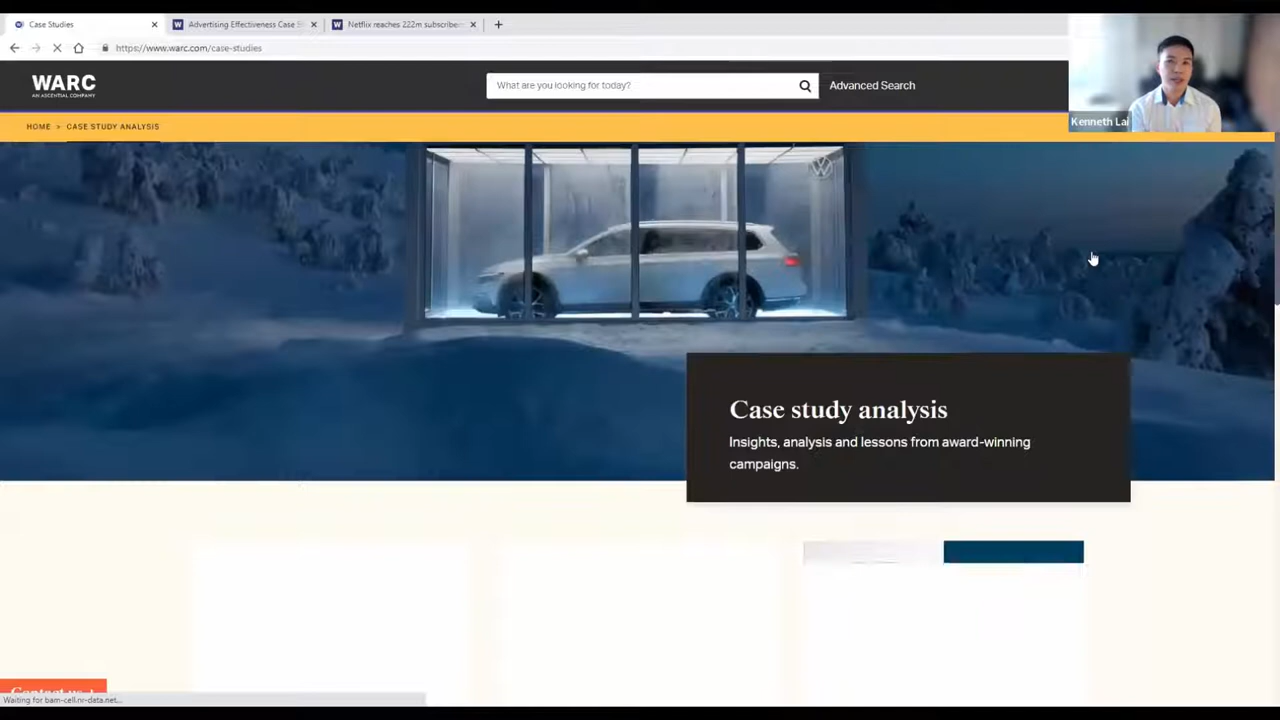 Case Studies
Advertising Effectiveness Case S
Netflix reaches 222m subscribe
https://www.warc.com/case-studies
WARC
AN ASCENTIAL COMPANY
What are you looking for today?
Advanced Search
Kenneth Lai
HOME > CASE STUDY ANALYSIS
Case study analysis
Insights, analysis and lessons from award-winning
campaigns.
Contact us
Waiting for bam-cell.nr-data.net...